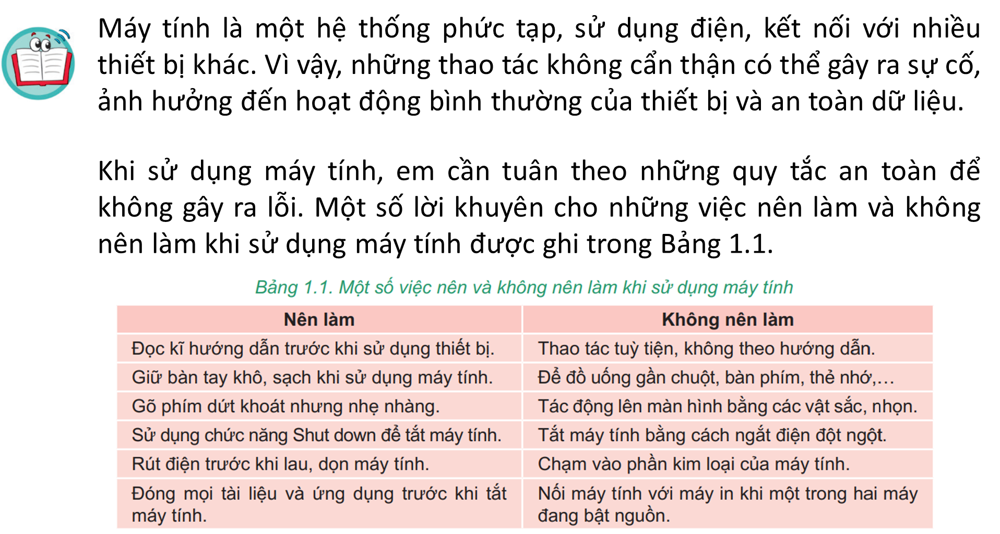 Máy tính là một hệ thống phức tạp, sử dụng điện, kết nối với nhiều
thiết bị khác. Vì vậy, những thao tác không cẩn thận có thể gây ra sự cố,
ảnh hưởng đến hoạt động bình thường của thiết bị và an toàn dữ liệu.
Khi sử dụng máy tính, em cần tuân theo những quy tắc an toàn để
không gây ra lỗi. Một số lời khuyên cho những việc nên làm và không
nên làm khi sử dụng máy tính được ghi trong Bảng 1.1.
Bảng 1.1. Một số việc nên và không nên làm khi sử dụng máy tính
Nên làm
Không nên làm
Đọc kĩ hướng dẫn trước khi sử dụng thiết bị.
Thao tác tuỳ tiện, không theo hướng dẫn.
Giữ bàn tay khô, sạch khi sử dụng máy tính.
Để đồ uống gần chuột, bàn phím, thẻ nhớ,...
Gõ phím dứt khoát nhưng nhẹ nhàng.
Tác động lên màn hình bằng các vật sắc, nhọn.
Sử dụng chức năng Shut down để tắt máy tính.
Tắt máy tính bằng cách ngắt điện đột ngột.
Rút điện trước khi lau, dọn máy tính.
Chạm vào phần kim loại của máy tính.
Đóng mọi tài liệu và ứng dụng trước khi tắt
máy tính.
Nối máy tính với máy in khi một trong hai máy
đang bật nguồn.